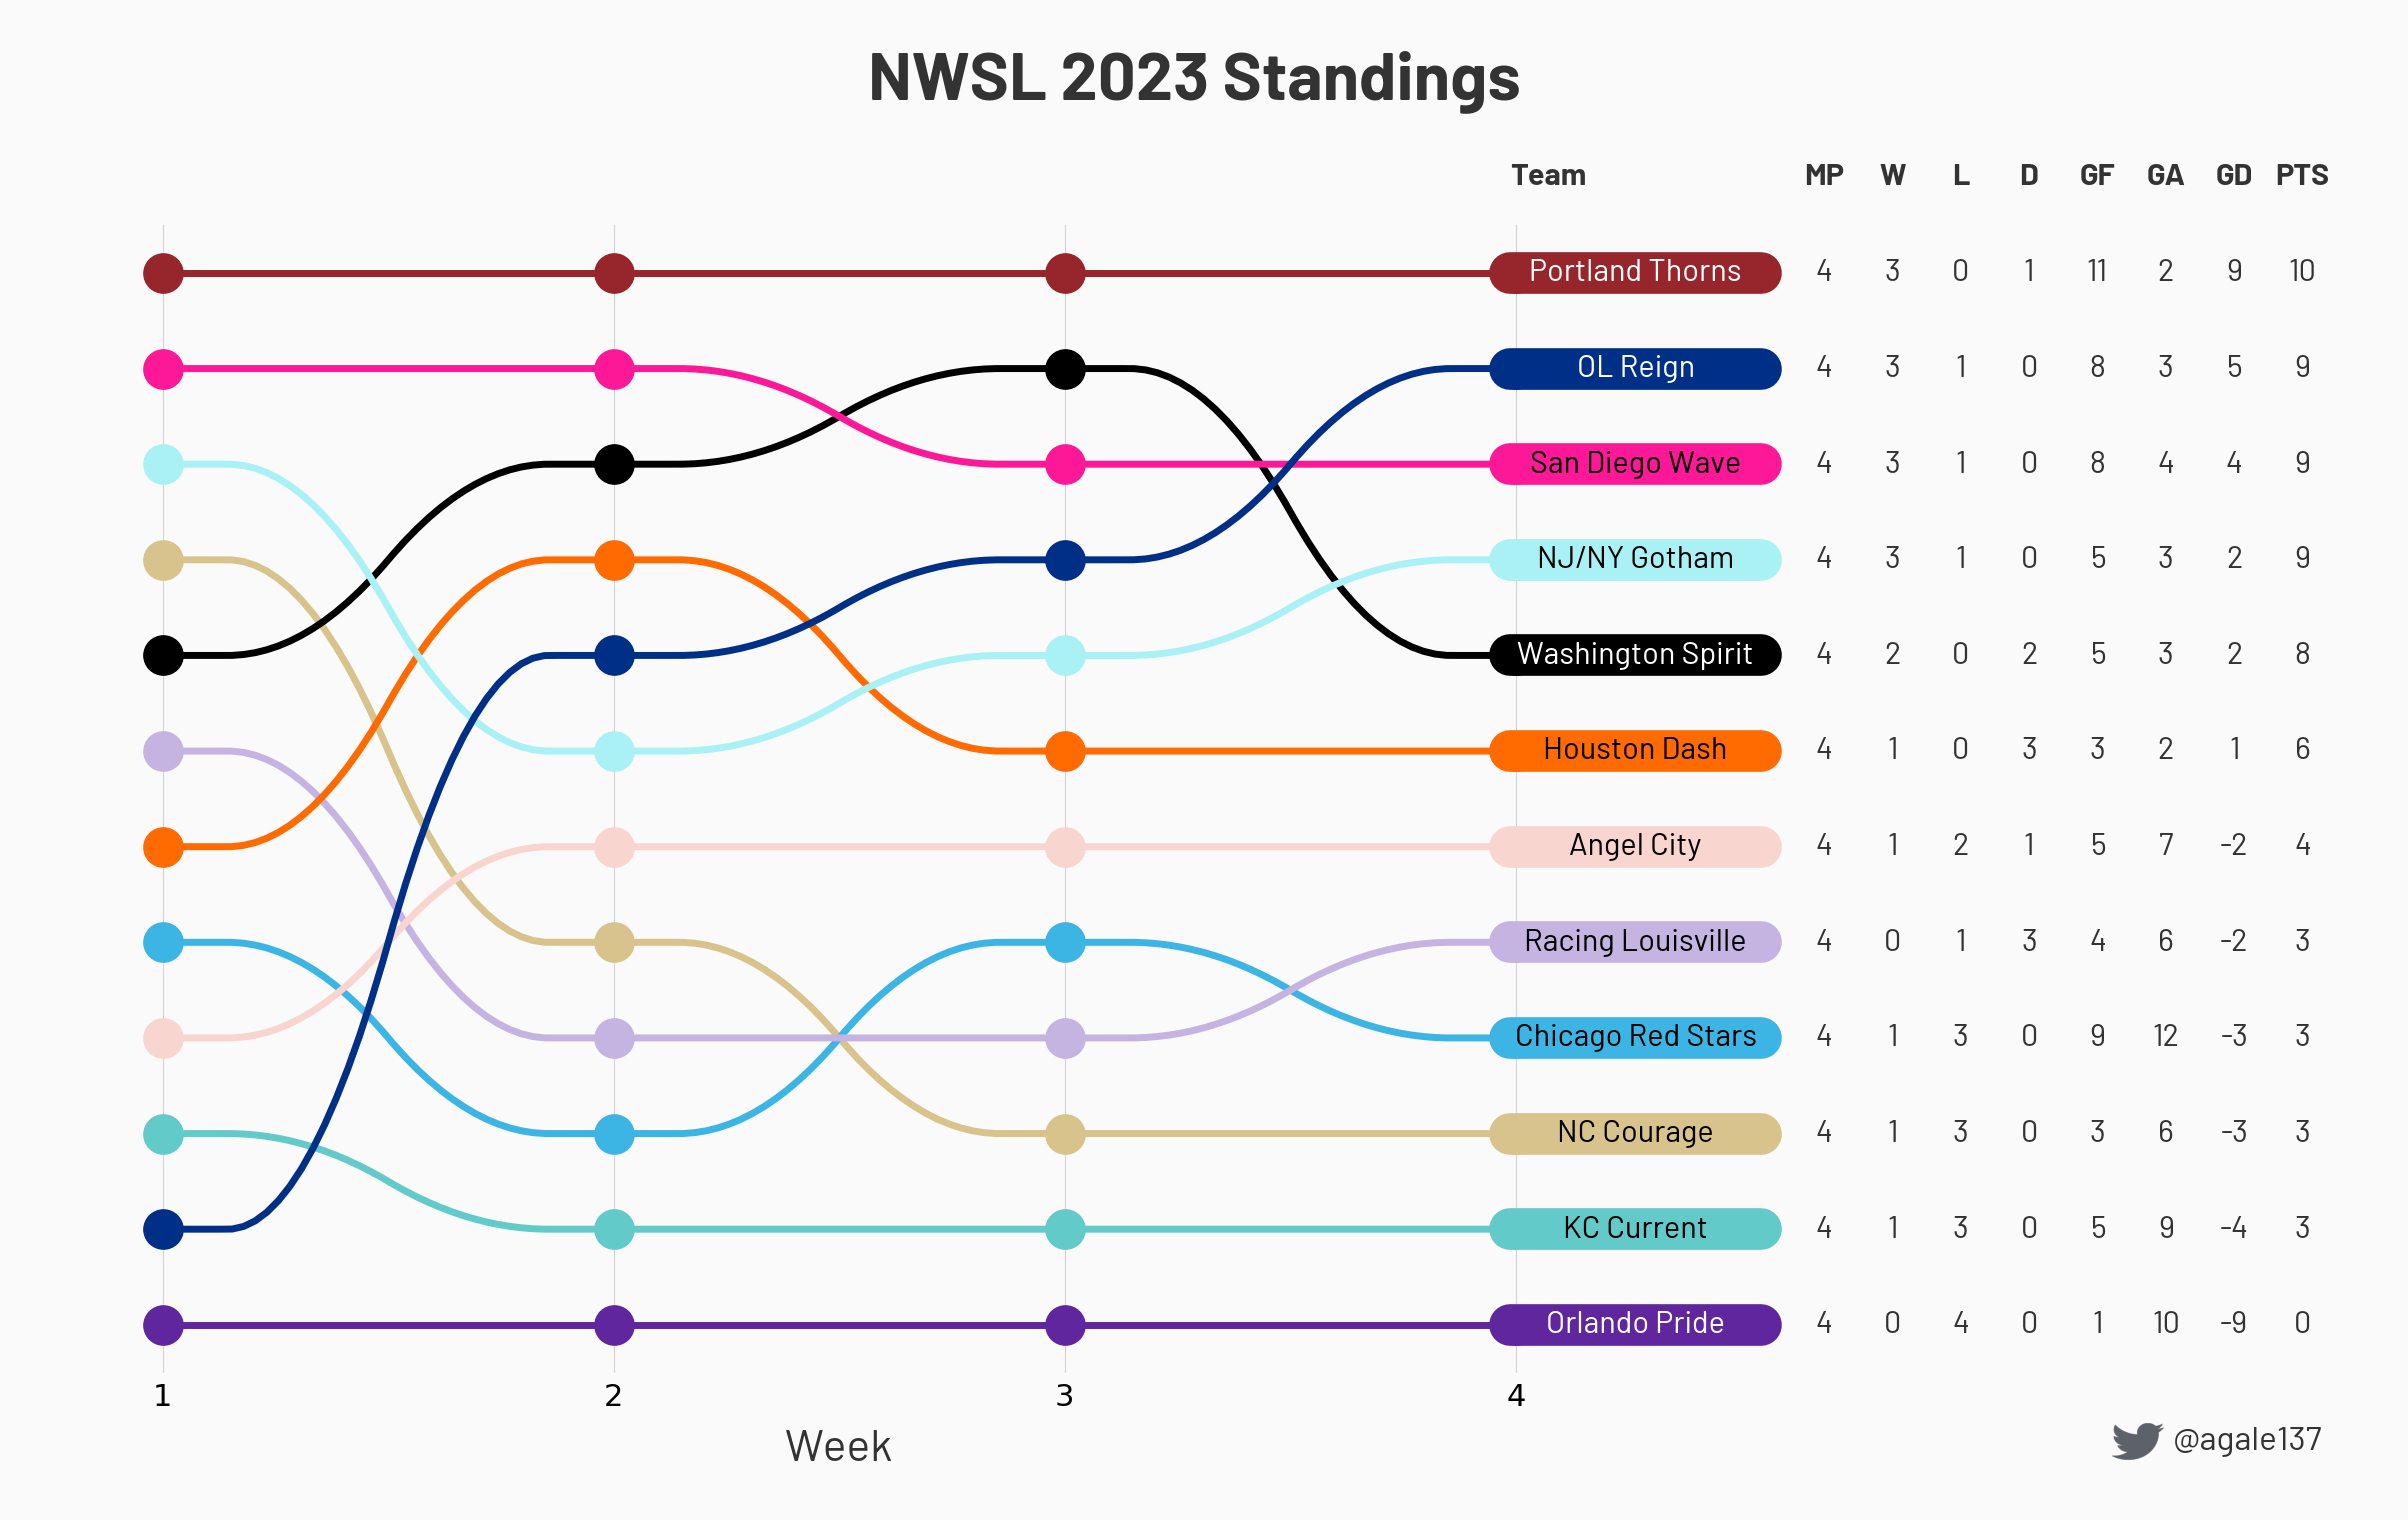 NWSL 2023 Standings
Team MP W L D GF GA GD PTS
Portland Thorns 4 3 0 1 11 2 9 10
OL Reign 4 3 1 0 8 3 5 9
San Diego Wave 4 3 1 0 8 4 4 9
NJ/NY Gotham 4 3 1 0 5 3 2 9
Washington Spirit 4 2 0 2 5 3 2 8
Houston Dash 4 1 0 3 3 2 1 6
Angel City 4 1 2 1 5 7 -2 4
Racing Louisville 4 0 1 3 4 6 -2 3
Chicago Red Stars 4 1 3 0 9 12 -3 3
NC Courage 4 1 3 0 3 6 -3 3
KC Current 4 1 3 0 5 9 -4 3
Orlando Pride 4 0 4 0 1 10 -9 0
1 2 3 4
Week
@agale137